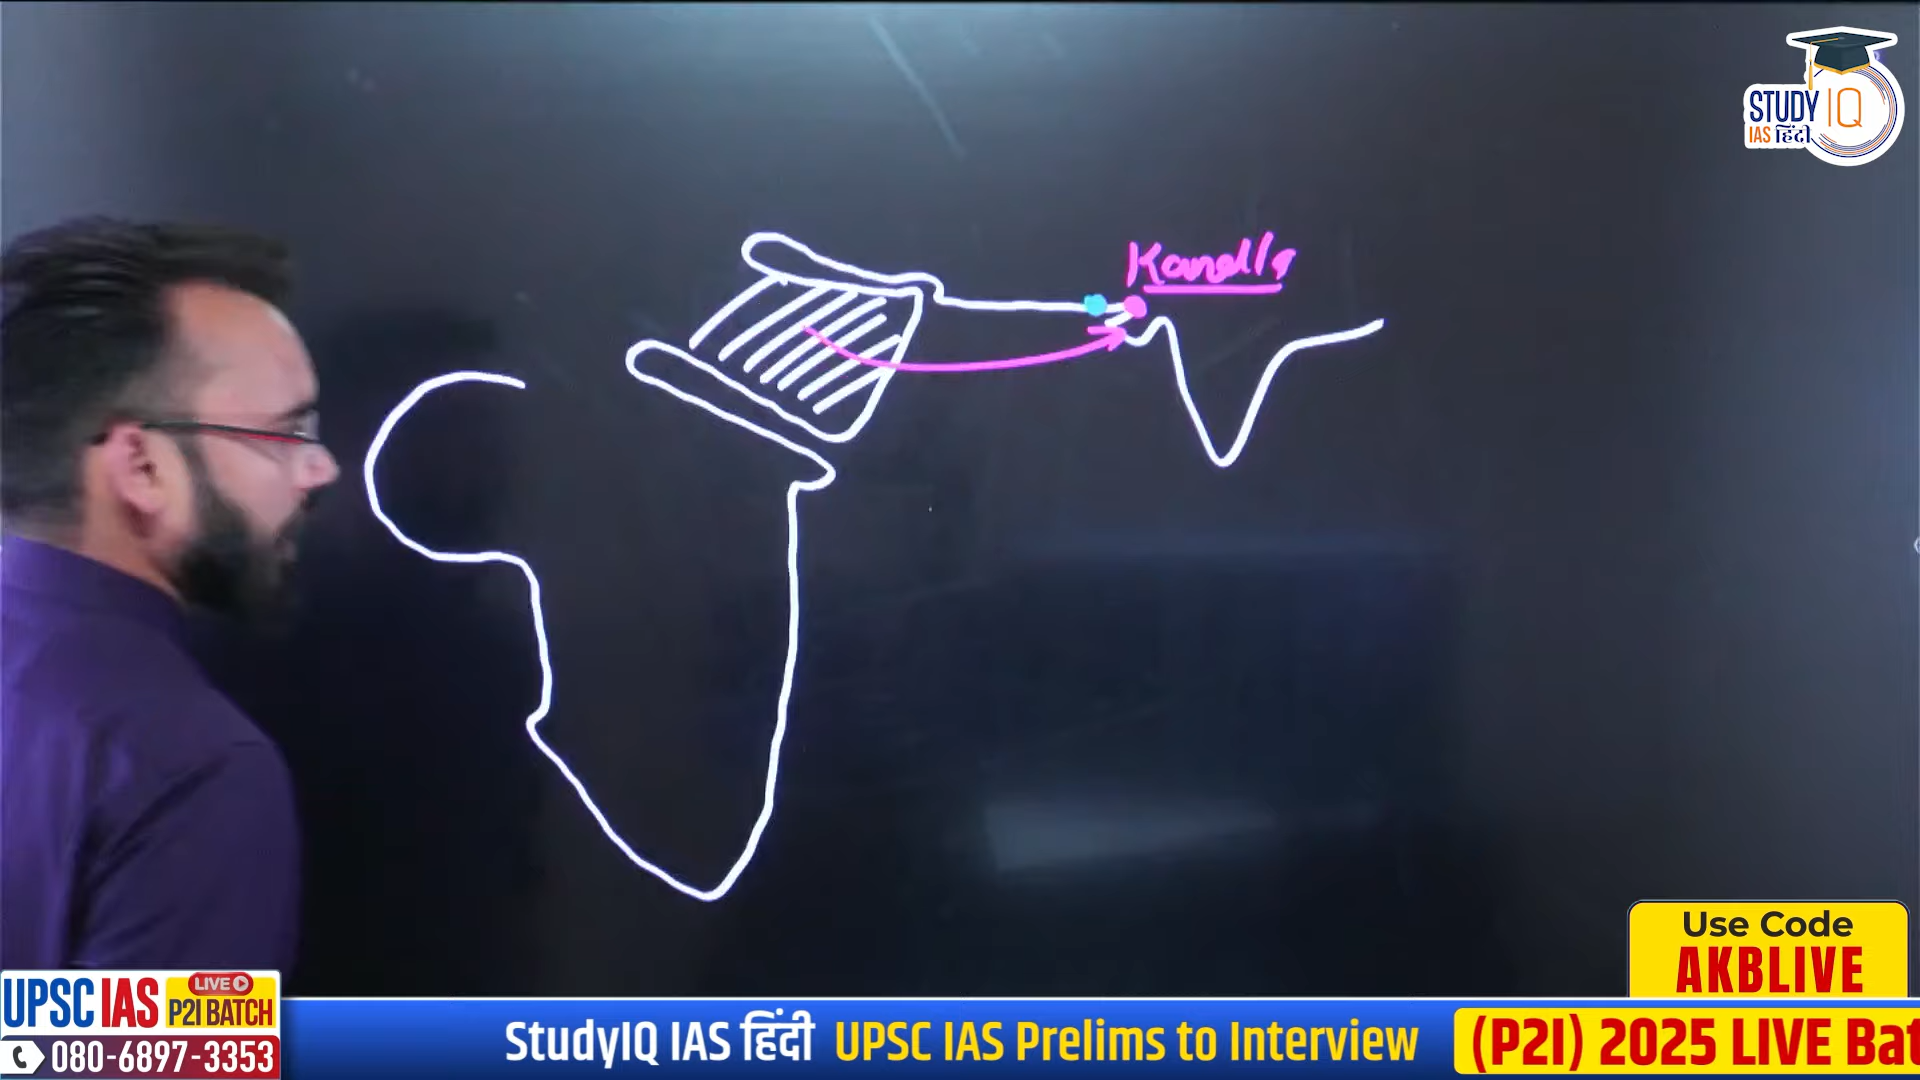 STUDY IQ
IAS हिंदी
Kandla
Use Code
AKBLIVE
UPSC IAS LIVE P2I BATCH
080-6897-3353
StudyIQ IAS हिंदी UPSC IAS Prelims to Interview (P2I) 2025 LIVE Bat